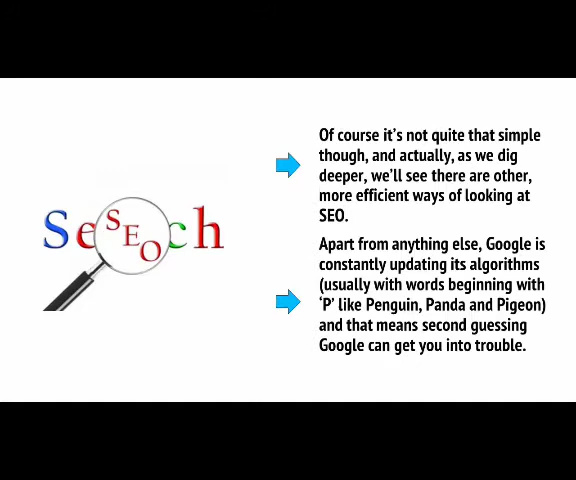 Se SEO ch
Of course it's not quite that simple
though, and actually, as we dig
deeper, we'll see there are other,
more efficient ways of looking at
SEO.
Apart from anything else, Google is
constantly updating its algorithms
(usually with words beginning with
‘P’ like Penguin, Panda and Pigeon)
and that means second guessing
Google can get you into trouble.